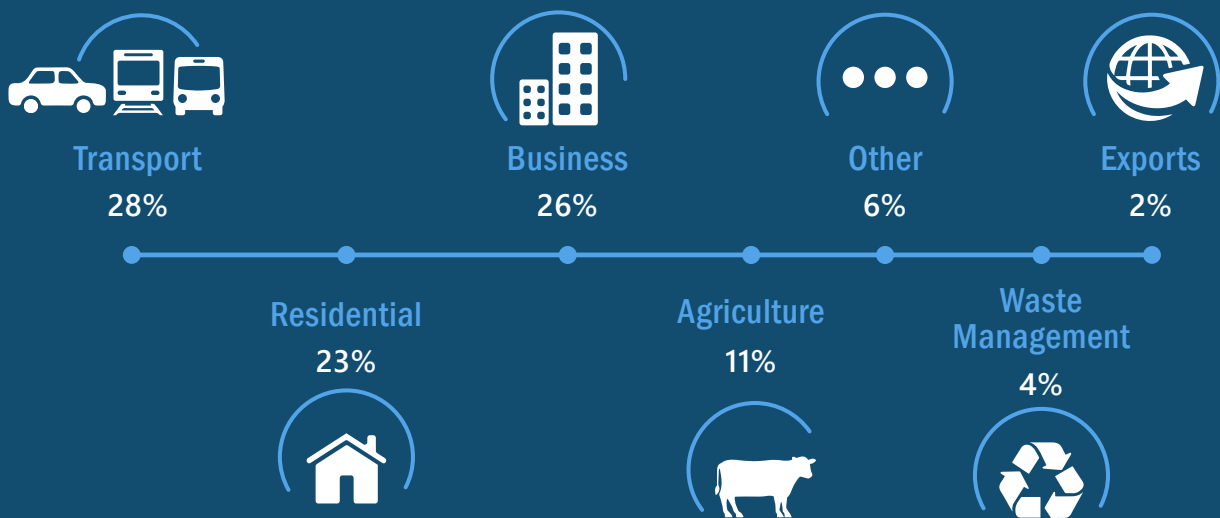 Transport
28%
Residential
23%
Business
26%
Agriculture
11%
Other
6%
Waste
Management
4%
Exports
2%